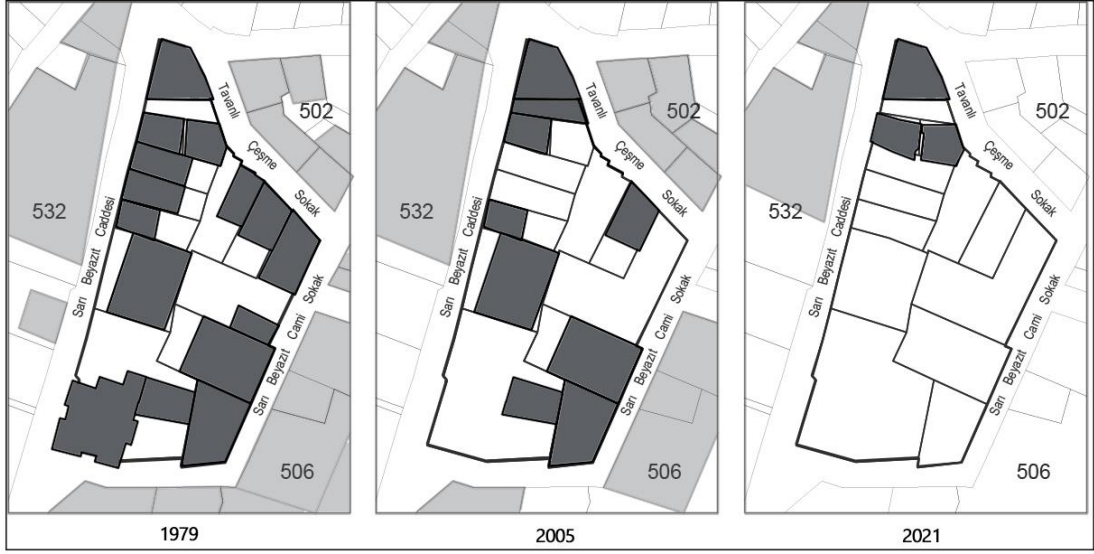 502
532
506
Tavanlı
Çeşme
Sokak
Sarı Beyazıt Caddesi
Sarı Beyazıt Cami Sokak
1979
502
532
506
Tavanlı
Çeşme
Sokak
Sarı Beyazıt Caddesi
Sarı Beyazıt Cami Sokak
2005
502
532
506
Tavanlı
Çeşme
Sokak
Sarı Beyazıt Caddesi
Sarı Beyazıt Cami Sokak
2021